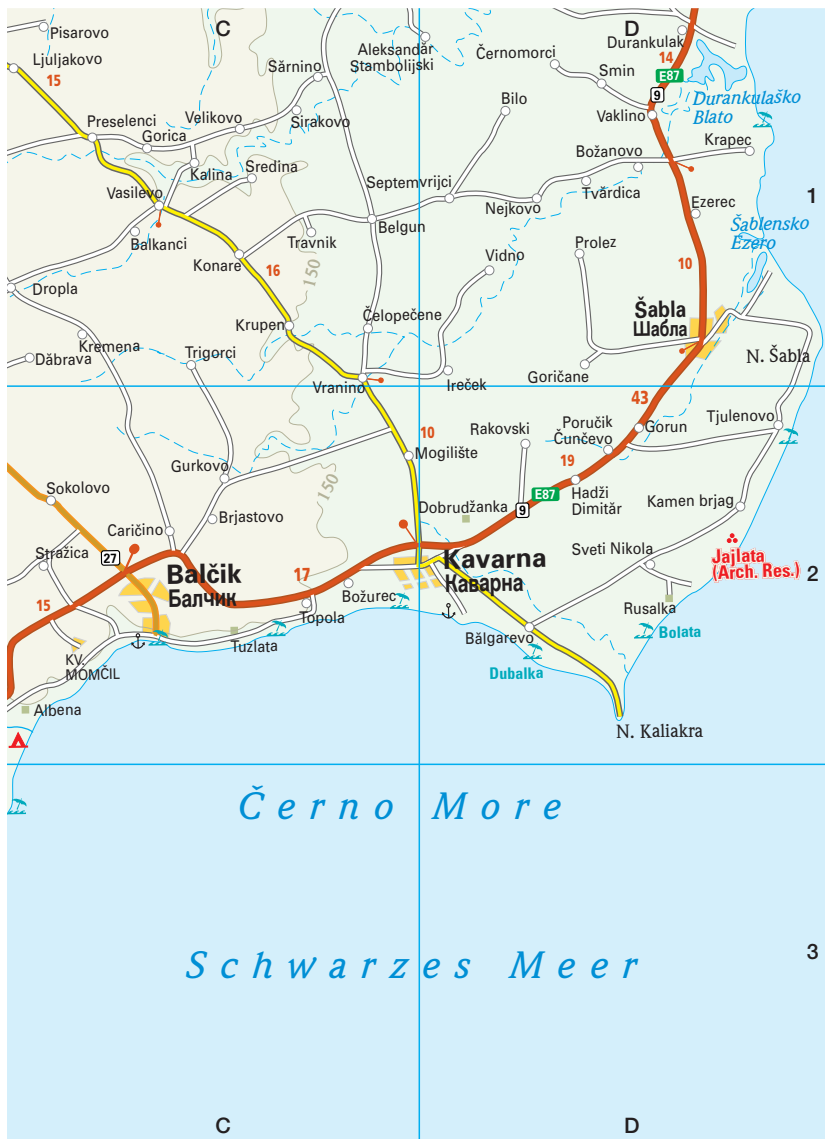 C
D
Pisarovo
Ljuljakovo
15
Aleksandăr
Stambolijski
Durankulak
14
E87
9
Černomorci
Smin
Sărnino
Bilo
Vaklino
Durankulaško
Blato
Preselenci
Gorica
Velikovo
Sirakovo
Božanovo
Krapec
Kalina
Sredina
Septemvrijci
Tvărdica
1
Vasilevo
Nejkovo
Ezerec
Balkanci
Travnik
Belgun
Šablensko
Ezero
Konare
16
150
Vidno
Prolez
10
Dropla
Šabla
Шабла
Krupen
Čelopečene
Kremena
Trigorci
Dăbrava
Vranino
Ireček
Goričane
N. Šabla
43
10
Rakovski
Poručik
Čunčevo
Gorun
Tjulenovo
Mogilište
19
Gurkovo
150
Sokolovo
E87
9
Hadži
Dimităr
Dobrudžanka
Kamen brjag
Caričino
Brjastovo
27
Stražica
Balčik
Балчик
17
Kavarna
Каварна
Sveti Nikola
Jajlata
(Arch. Res.)
2
15
Božurec
Topola
Rusalka
KV.
MOMČIL
Tuzlata
Bălgarevo
Bolata
Dubalka
Albena
N. Kaliakra
Černo More
Schwarzes Meer
3
C
D